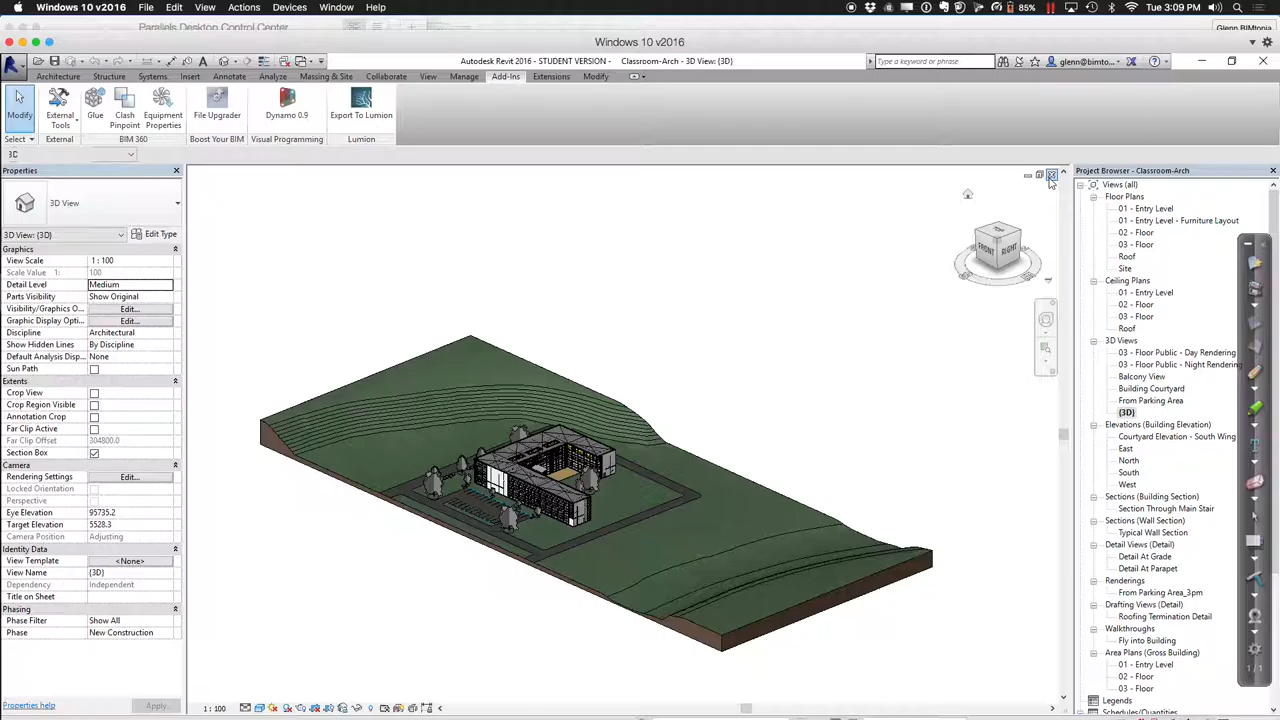 Windows 10 v2016 File Edit View Actions Devices Window Help
85% Tue 3:09 PM
Parallels Desktop Control Center
Glenn BIMtopia
Windows 10 v2016
Autodesk Revit 2016 - STUDENT VERSION - Classroom-Arch - 3D View: {3D}
Type a keyword or phrase
glenn@bimto...
Architecture Structure Systems Insert Annotate Analyze Massing & Site Collaborate View Manage Add-Ins Extensions Modify
Modify External Tools Glue Clash Pinpoint Equipment Properties File Upgrader Dynamo 0.9 Export To Lumion
Select External BIM 360 Boost Your BIM Visual Programming Lumion
Properties
3D View
3D View: {3D} Edit Type
Graphics
View Scale 1 : 100
Scale Value 1: 100
Detail Level Medium
Parts Visibility Show Original
Visibility/Graphics O... Edit...
Graphic Display Opti... Edit...
Discipline Architectural
Show Hidden Lines By Discipline
Default Analysis Disp... None
Sun Path
Extents
Crop View
Crop Region Visible
Annotation Crop
Far Clip Active
Far Clip Offset 304800.0
Section Box
Camera
Rendering Settings Edit...
Locked Orientation
Perspective
Eye Elevation 95735.2
Target Elevation 5528.3
Camera Position Adjusting
Identity Data
View Template <None>
View Name {3D}
Dependency Independent
Title on Sheet
Phasing
Phase Filter Show All
Phase New Construction
Properties help Apply
TOP
FRONT RIGHT
1 : 100
Project Browser - Classroom-Arch
Views (all)
Floor Plans
01 - Entry Level
01 - Entry Level - Furniture Layout
02 - Floor
03 - Floor
Roof
Site
Ceiling Plans
01 - Entry Level
02 - Floor
03 - Floor
Roof
3D Views
03 - Floor Public - Day Rendering
03 - Floor Public - Night Rendering
Balcony View
Building Courtyard
From Parking Area
{3D}
Elevations (Building Elevation)
Courtyard Elevation - South Wing
East
North
South
West
Sections (Building Section)
Section Through Main Stair
Sections (Wall Section)
Typical Wall Section
Detail Views (Detail)
Detail At Grade
Detail At Parapet
Renderings
From Parking Area_3pm
Drafting Views (Detail)
Roofing Termination Detail
Walkthroughs
Fly into Building
Area Plans (Gross Building)
01 - Entry Level
02 - Floor
03 - Floor
Legends
1 / 1